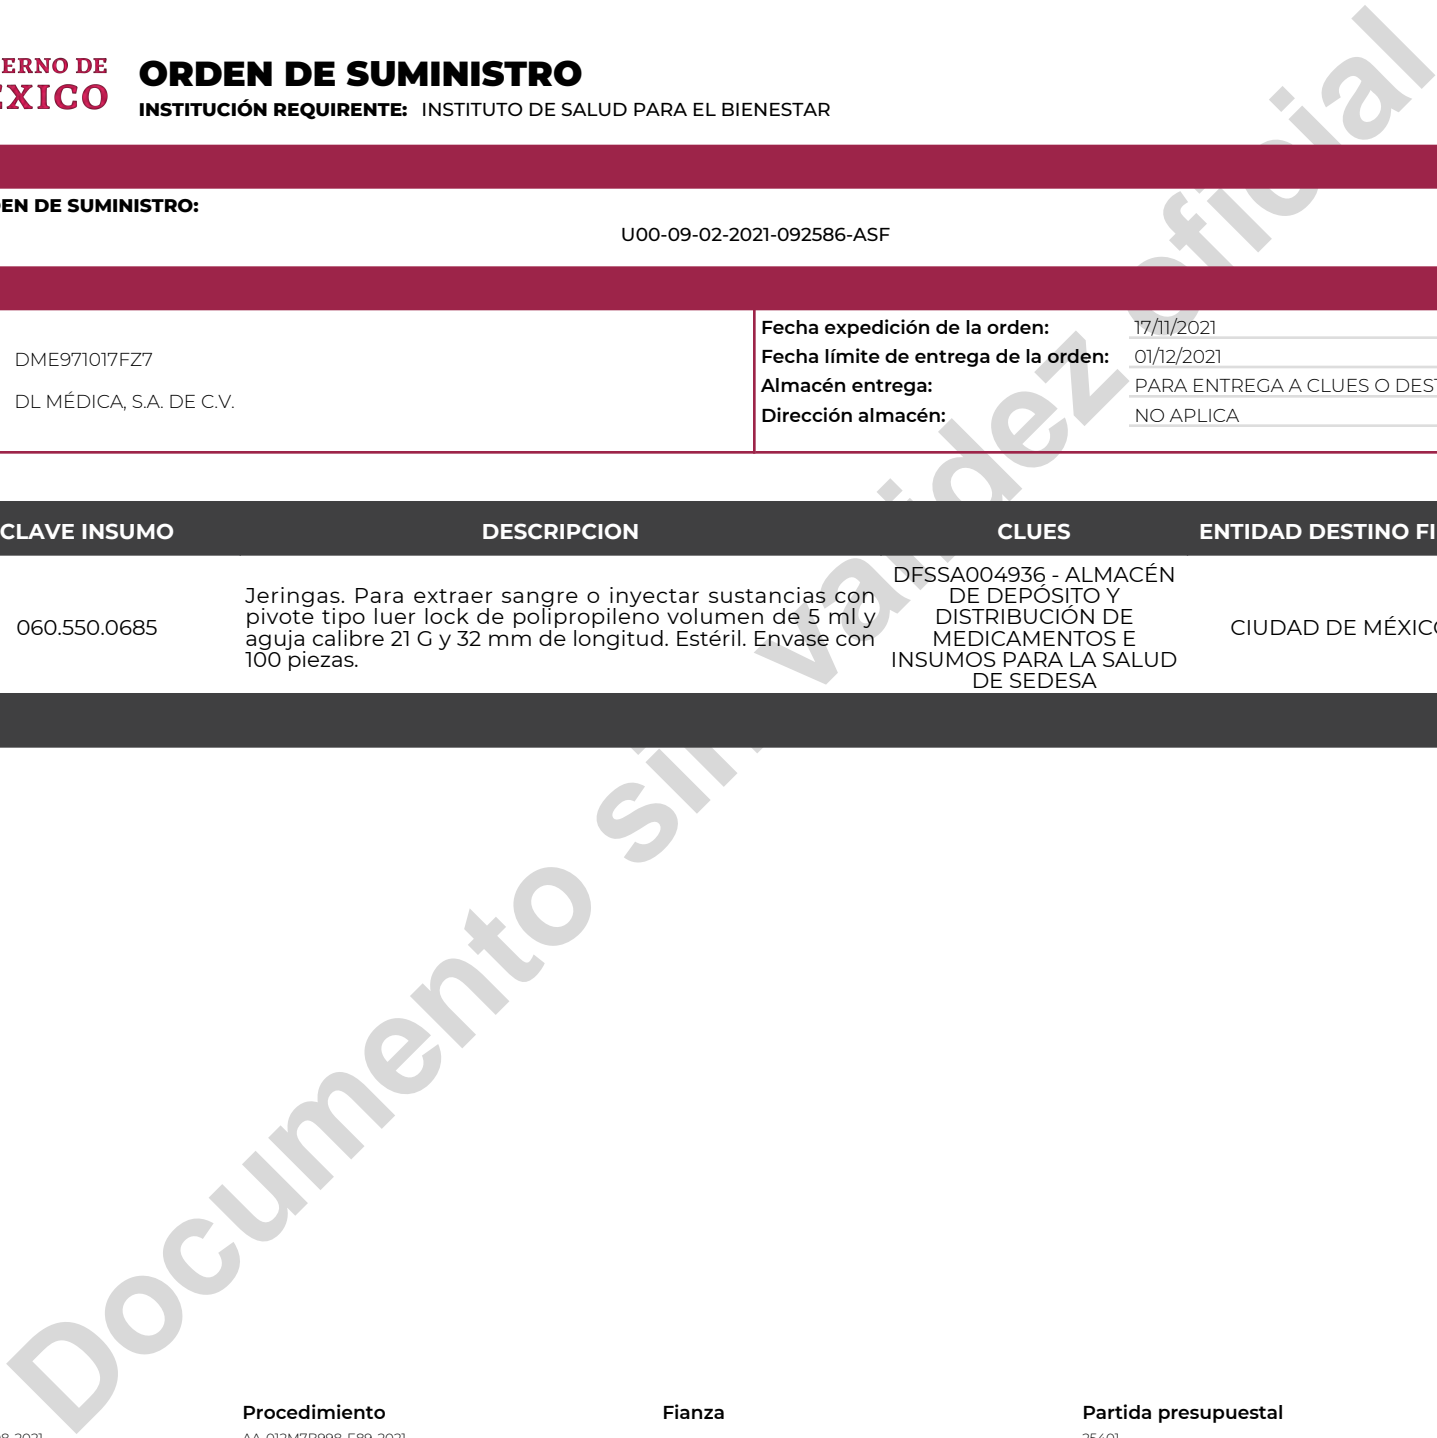 ERNO DE
EXICO
ORDEN DE SUMINISTRO
INSTITUCIÓN REQUIRENTE: INSTITUTO DE SALUD PARA EL BIENESTAR
EN DE SUMINISTRO:
U00-09-02-2021-092586-ASF
DME971017FZ7
DL MÉDICA, S.A. DE C.V.
Fecha expedición de la orden: 17/11/2021
Fecha límite de entrega de la orden: 01/12/2021
Almacén entrega: PARA ENTREGA A CLUES O DES
Dirección almacén: NO APLICA
CLAVE INSUMO DESCRIPCION CLUES ENTIDAD DESTINO FI
060.550.0685
Jeringas. Para extraer sangre o inyectar sustancias con
pivote tipo luer lock de polipropileno volumen de 5 ml y
aguja calibre 21 G y 32 mm de longitud. Estéril. Envase con
100 piezas.
DFSSA004936 - ALMACÉN
DE DEPÓSITO Y
DISTRIBUCIÓN DE
MEDICAMENTOS E
INSUMOS PARA LA SALUD
DE SEDESA
CIUDAD DE MÉXICO
Documento sin validez oficial
Procedimiento Fianza Partida presupuestal